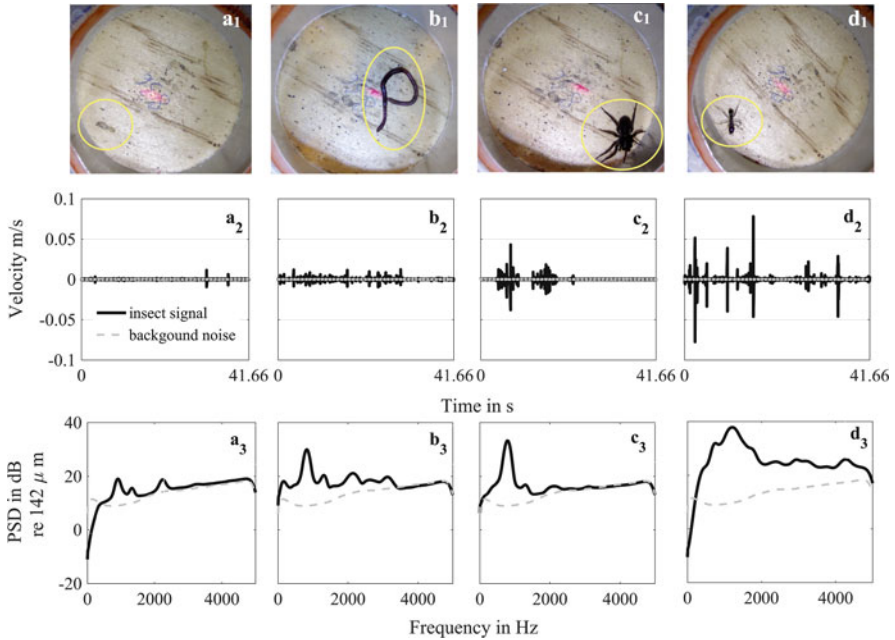 a1 b1 c1 d1
Velocity m/s
0.1
0.05
0
-0.05
-0.1
a2 b2 c2 d2
insect signal
backgound noise
0 41.66 0 41.66 0 41.66 0 41.66
Time in s
PSD in dB
re 142 μ m
40
20
0
-20
a3 b3 c3 d3
0 2000 4000 0 2000 4000 0 2000 4000 0 2000 4000
Frequency in Hz